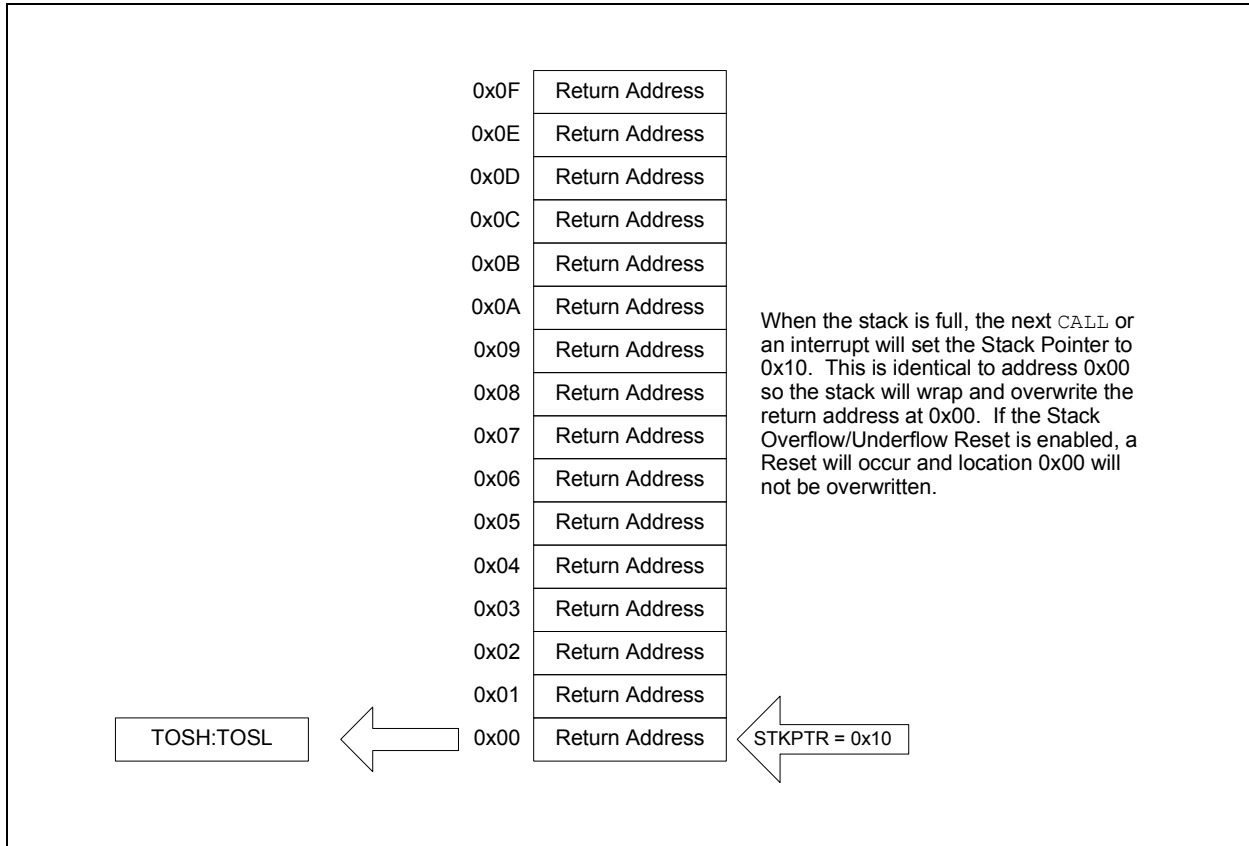 0x0F Return Address
0x0E Return Address
0x0D Return Address
0x0C Return Address
0x0B Return Address
0x0A Return Address
0x09 Return Address
0x08 Return Address
0x07 Return Address
0x06 Return Address
0x05 Return Address
0x04 Return Address
0x03 Return Address
0x02 Return Address
0x01 Return Address
TOSH:TOSL 0x00 Return Address STKPTR = 0x10
When the stack is full, the next CALL or
an interrupt will set the Stack Pointer to
0x10. This is identical to address 0x00
so the stack will wrap and overwrite the
return address at 0x00. If the Stack
Overflow/Underflow Reset is enabled, a
Reset will occur and location 0x00 will
not be overwritten.